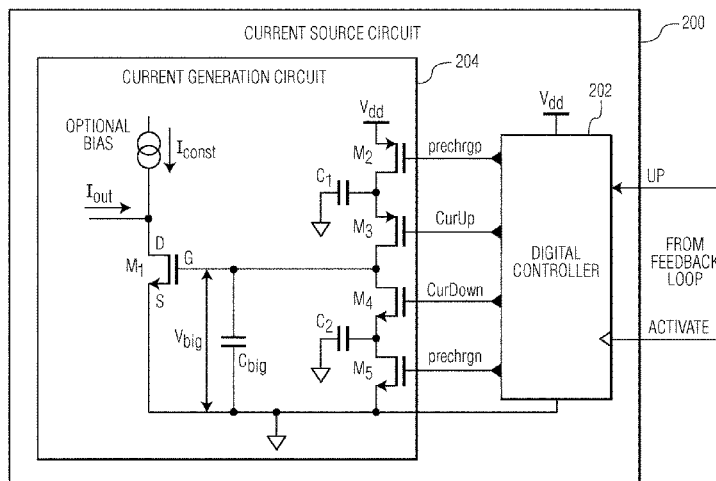 CURRENT SOURCE CIRCUIT
200
CURRENT GENERATION CIRCUIT
204
OPTIONAL
BIAS
Iconst
Iout
Vdd
M2
prechrgp
C1
M3
CurUp
D
G
M1
S
Vbig
Cbig
M4
CurDown
C2
M5
prechrgn
Vdd
202
DIGITAL
CONTROLLER
UP
FROM
FEEDBACK
LOOP
ACTIVATE